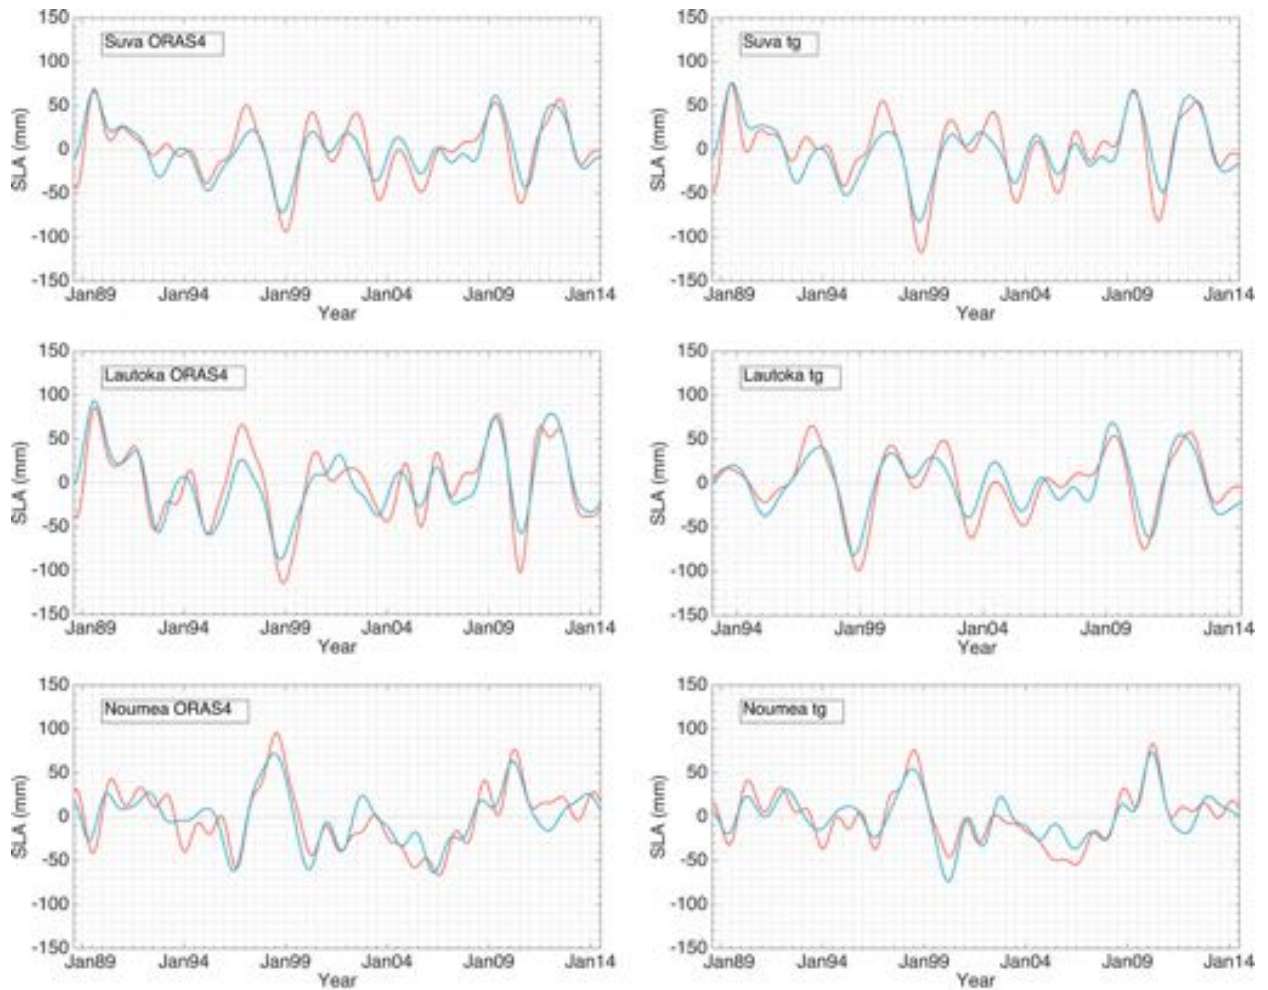 150
100
50
0
-50
-100
-150
SLA (mm)
Suva ORAS4
Jan89 Jan94 Jan99 Jan04 Jan09 Jan14
Year
150
100
50
0
-50
-100
-150
SLA (mm)
Suva tg
Jan89 Jan94 Jan99 Jan04 Jan09 Jan14
Year
150
100
50
0
-50
-100
-150
SLA (mm)
Lautoka ORAS4
Jan89 Jan94 Jan99 Jan04 Jan09 Jan14
Year
150
100
50
0
-50
-100
-150
SLA (mm)
Lautoka tg
Jan94 Jan99 Jan04 Jan09 Jan14
Year
150
100
50
0
-50
-100
-150
SLA (mm)
Noumea ORAS4
Jan89 Jan94 Jan99 Jan04 Jan09 Jan14
Year
150
100
50
0
-50
-100
-150
SLA (mm)
Noumea tg
Jan89 Jan94 Jan99 Jan04 Jan09 Jan14
Year